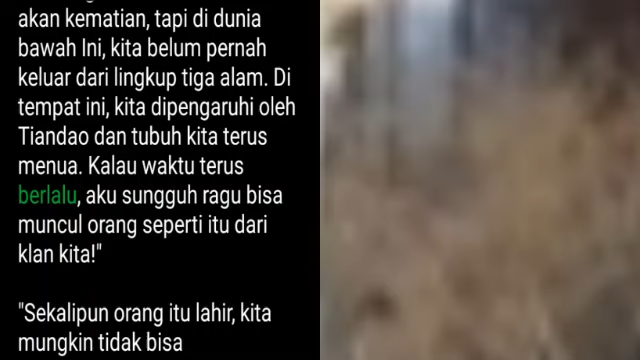 akan kematian, tapi di dunia
bawah Ini, kita belum pernah
keluar dari lingkup tiga alam. Di
tempat ini, kita dipengaruhi oleh
Tiandao dan tubuh kita terus
menua. Kalau waktu terus
berlalu, aku sungguh ragu bisa
muncul orang seperti itu dari
klan kita!"
"Sekalipun orang itu lahir, kita
mungkin tidak bisa